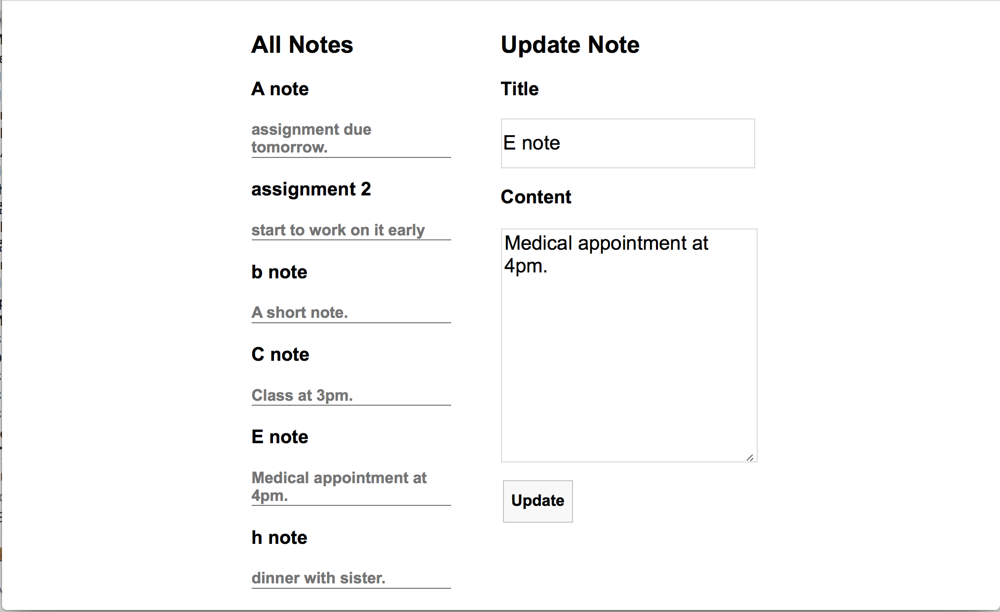 All Notes
A note
assignment due
tomorrow.
assignment 2
start to work on it early
b note
A short note.
C note
Class at 3pm.
E note
Medical appointment at
4pm.
h note
dinner with sister.
Update Note
Title
E note
Content
Medical appointment at
4pm.
Update